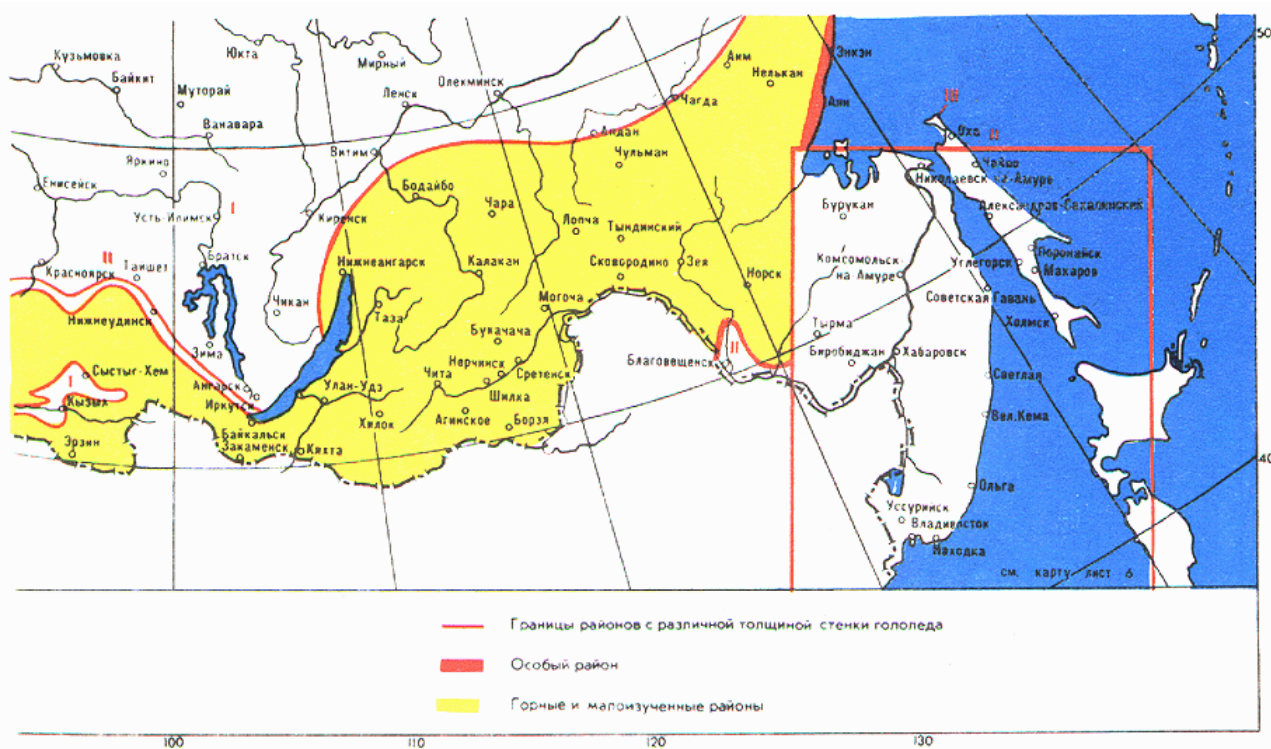 Кузьмовка
Байкит
Юкта
Муторай
Ванавара
Мирный
Ленск
Олекминск
Аим
Нелькан
Энкэн
Аян
50
Чагда
Алдан
III
Оха
II
Яркино
Енисейск
Усть-Илимск
I
Витим
Киренск
Бодайбо
Чара
Чульман
Лопча
Тындинский
Николаевск-на-Амуре
Бурукан
Александров-Сахалинский
Поронайск
Макаров
Углегорск
Красноярск
II
Тайшет
Братск
Нижнеангарск
Калакан
Сковородино
Зея
Норск
Комсомольск-
на-Амуре
Советская Гавань
Холмск
Нижнеудинск
Чикан
Таза
Могоча
Букачача
Тырма
Биробиджан
Хабаровск
Зима
Нерчинск
Сретенск
Благовещенск
II
Светлая
I
Сыстыг-Хем
Кызыл
Ангарск
Иркутск
Улан-Удэ
Чита
Шилка
Хилок
Агинское
Борзя
Вел.Кема
Эрзин
Байкальск
Закаменск
Кяхта
40
Ольга
Уссурийск
Владивосток
Находка
см. карту лист 6
Границы районов с различной толщиной стенки гололеда
Особый район
Горные и малоизученные районы
100
110
120
130